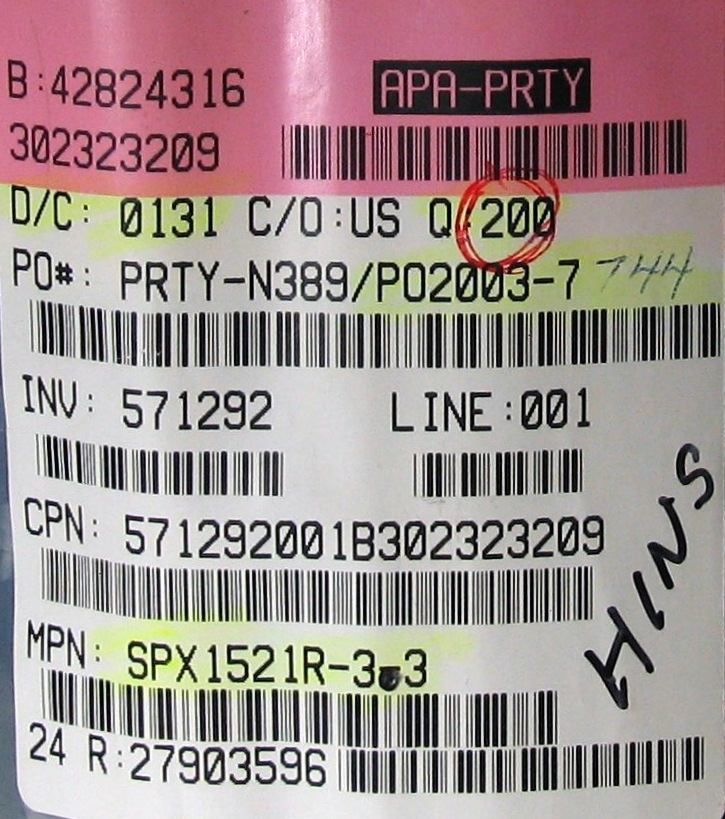 B:42824316 APA-PRTY
302323209
D/C: 0131 C/O:US Q:200
PO#: PRTY-N389/PO2003-7 744
INV: 571292 LINE:001
CPN: 571292001B302323209
HINS
MPN: SPX1521R-3.3
24 R:27903596